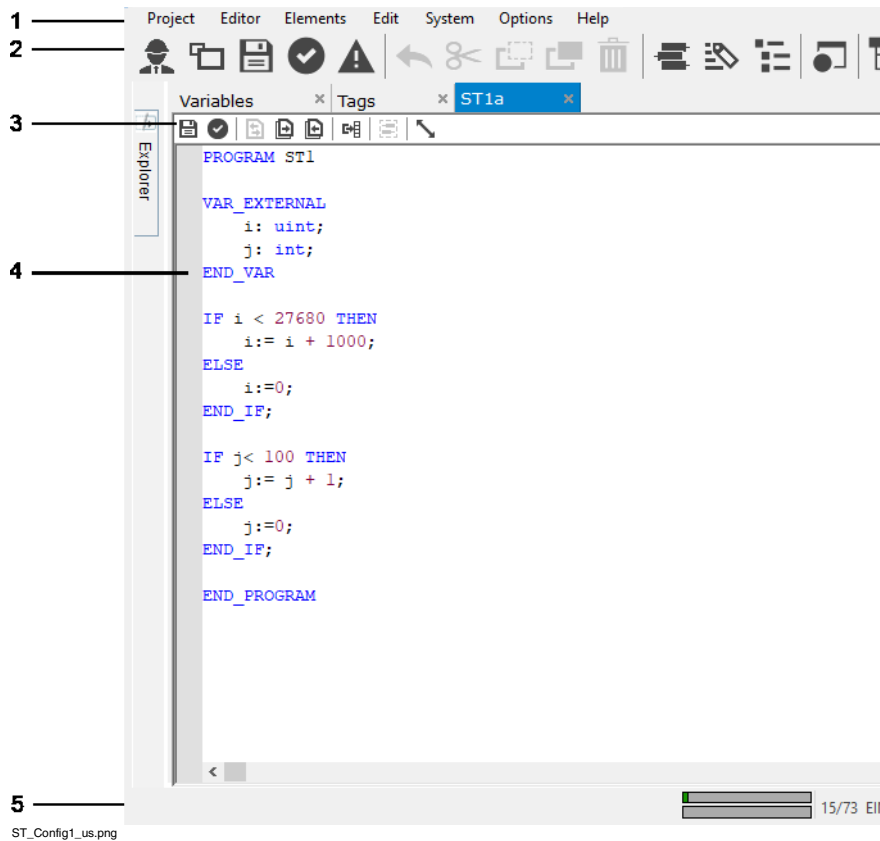 1
Project Editor Elements Edit System Options Help
2
Variables × Tags × ST1a ×
3
Explorer
PROGRAM ST1
VAR_EXTERNAL
i: uint;
j: int;
4
END_VAR
IF i < 27680 THEN
i:= i + 1000;
ELSE
i:=0;
END_IF;
IF j< 100 THEN
j:= j + 1;
ELSE
j:=0;
END_IF;
END_PROGRAM
5
15/73 EI
ST_Config1_us.png